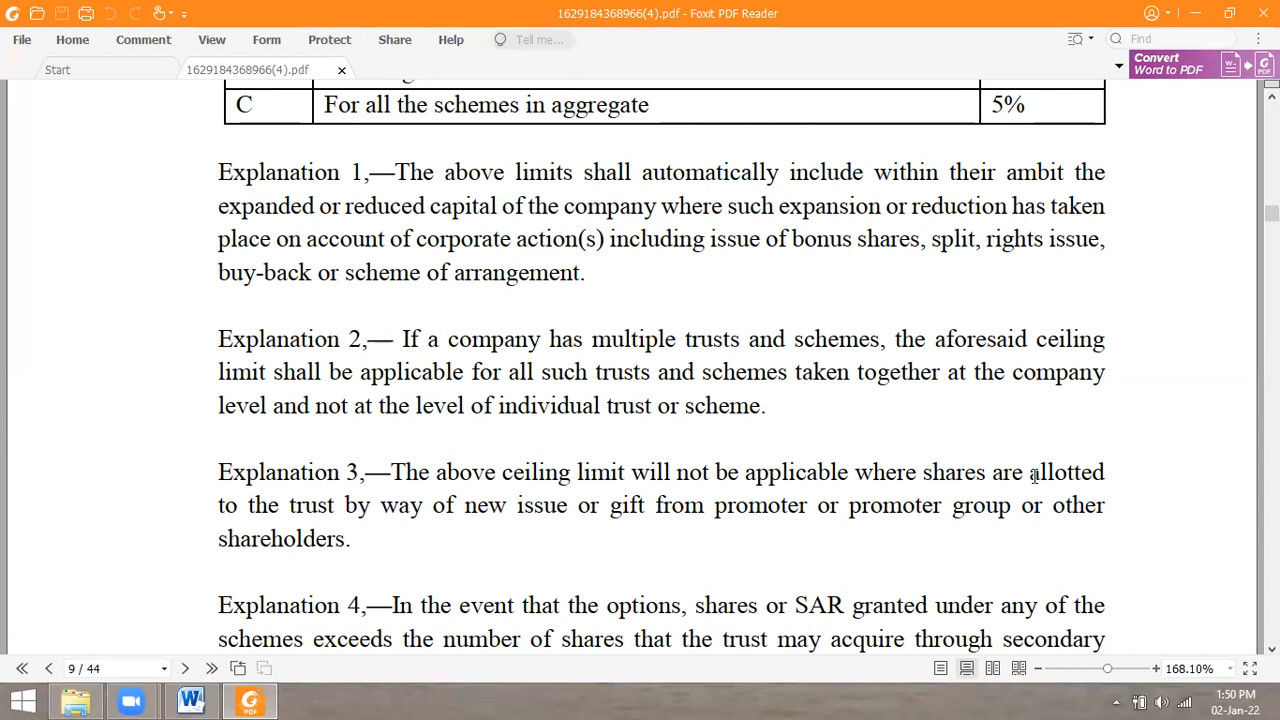 1629184368966(4).pdf - Foxit PDF Reader
File Home Comment View Form Protect Share Help Tell me... Find
Start 1629184368966(4).pdf Convert
Word to PDF
C For all the schemes in aggregate 5%
Explanation 1,—The above limits shall automatically include within their ambit the
expanded or reduced capital of the company where such expansion or reduction has taken
place on account of corporate action(s) including issue of bonus shares, split, rights issue,
buy-back or scheme of arrangement.
Explanation 2,— If a company has multiple trusts and schemes, the aforesaid ceiling
limit shall be applicable for all such trusts and schemes taken together at the company
level and not at the level of individual trust or scheme.
Explanation 3,—The above ceiling limit will not be applicable where shares are allotted
to the trust by way of new issue or gift from promoter or promoter group or other
shareholders.
Explanation 4,—In the event that the options, shares or SAR granted under any of the
schemes exceeds the number of shares that the trust may acquire through secondary
9 / 44 168.10%
1:50 PM
02-Jan-22